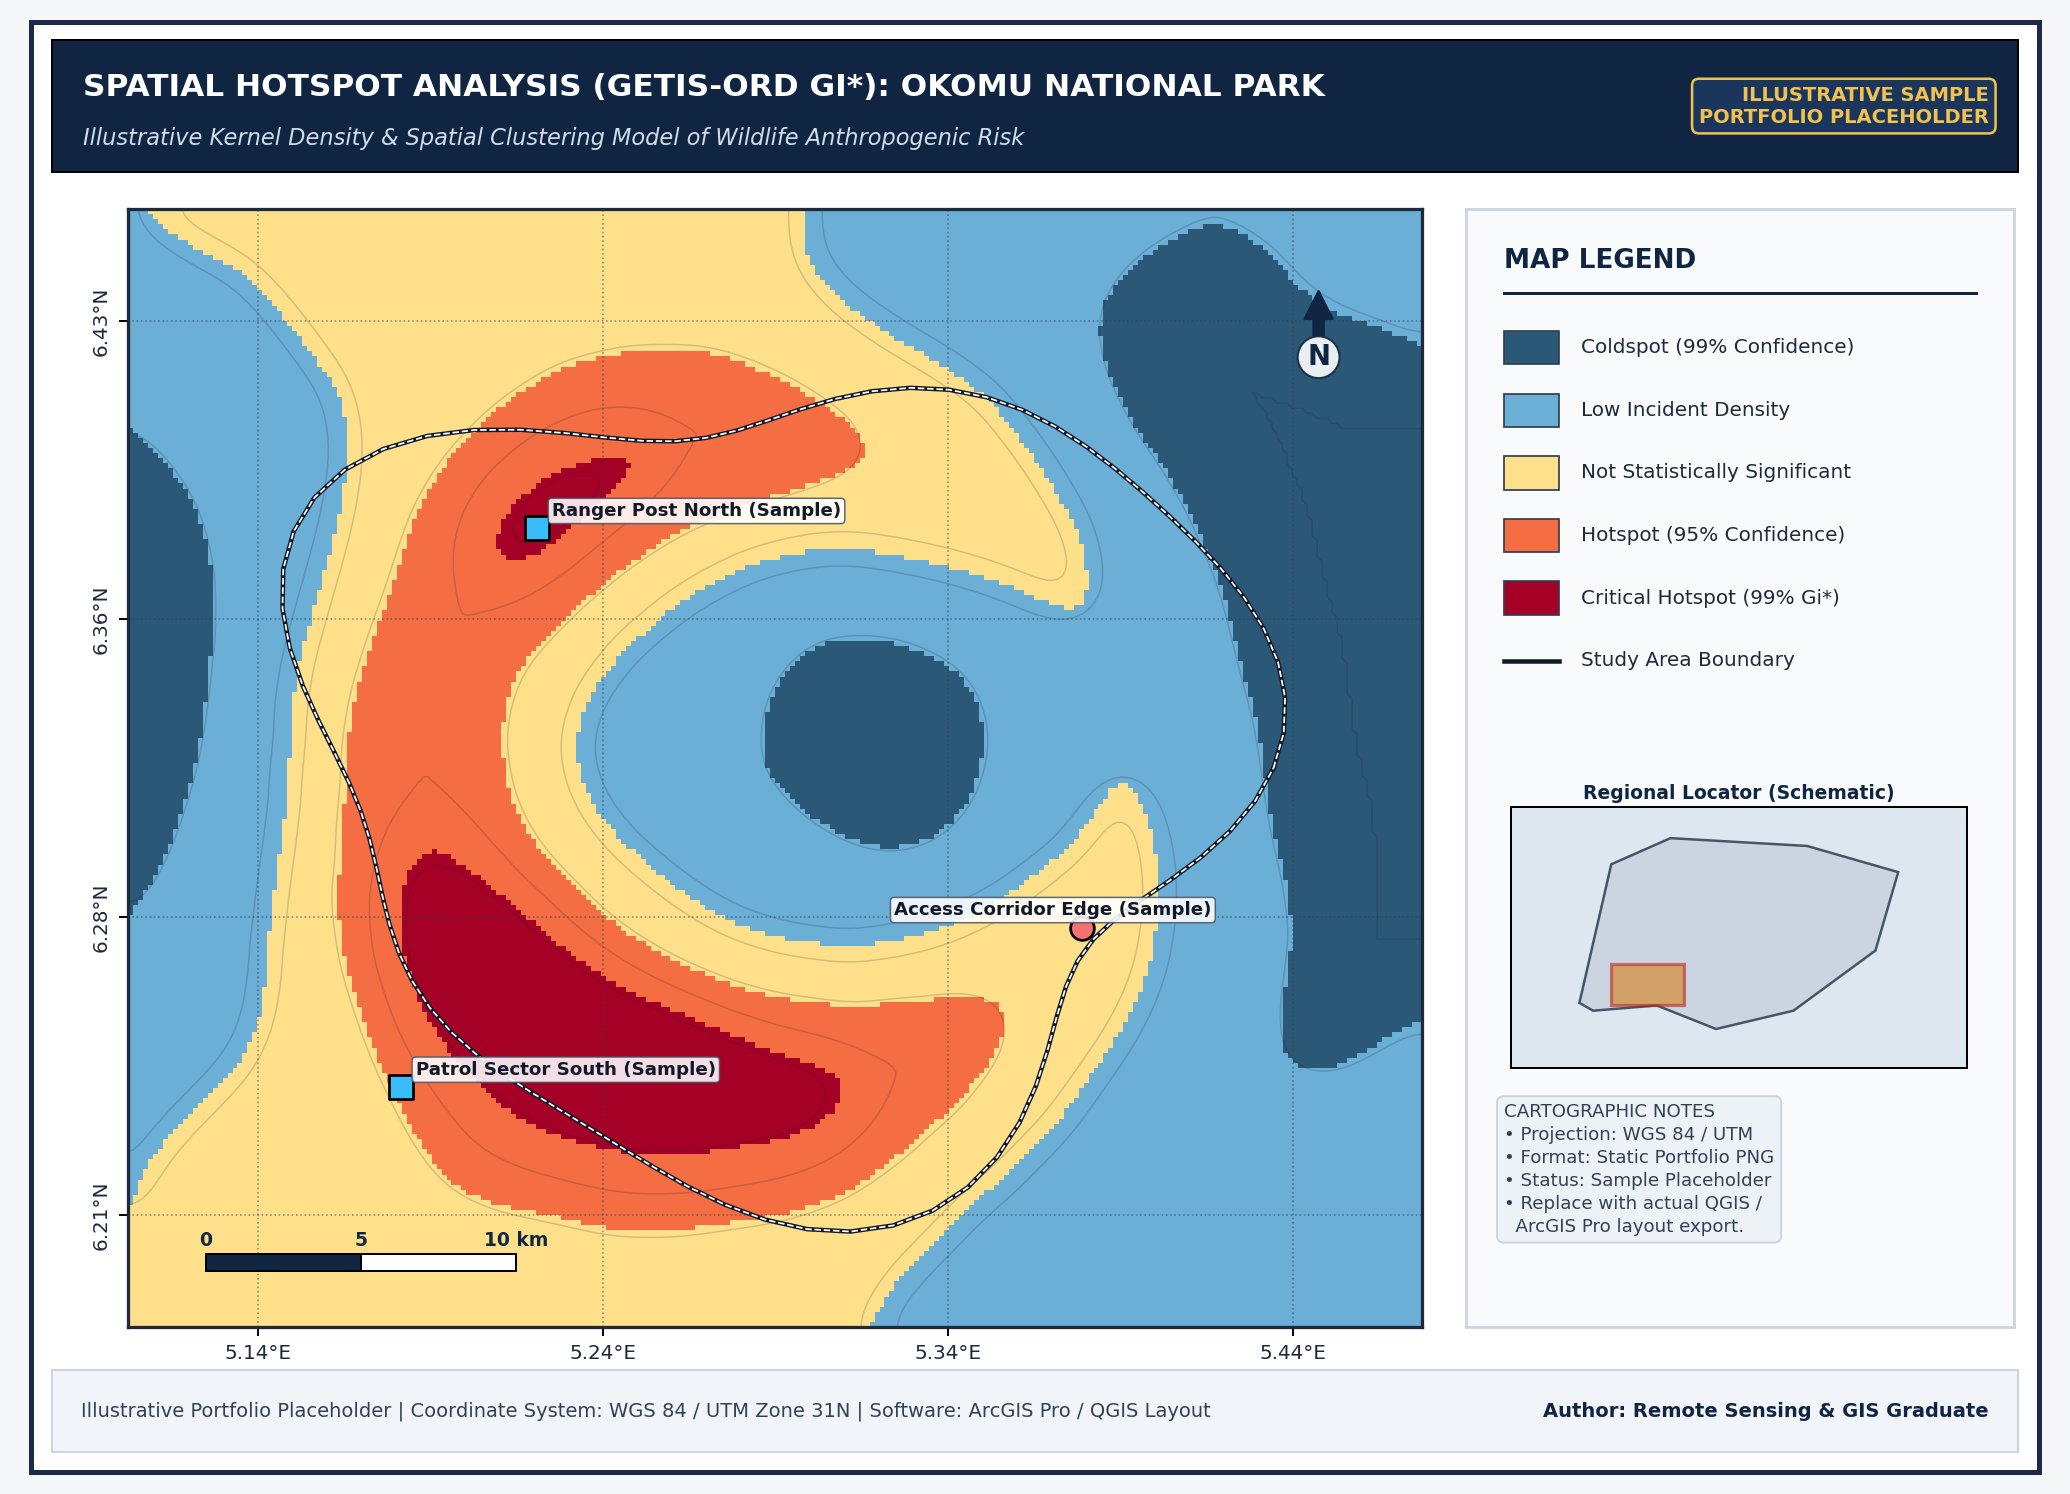 SPATIAL HOTSPOT ANALYSIS (GETIS-ORD GI*): OKOMU NATIONAL PARK
Illustrative Kernel Density & Spatial Clustering Model of Wildlife Anthropogenic Risk
ILLUSTRATIVE SAMPLE
PORTFOLIO PLACEHOLDER
6.43°N
6.36°N
6.28°N
6.21°N
N
Ranger Post North (Sample)
Access Corridor Edge (Sample)
Patrol Sector South (Sample)
0 5 10 km
5.14°E 5.24°E 5.34°E 5.44°E
MAP LEGEND
Coldspot (99% Confidence)
Low Incident Density
Not Statistically Significant
Hotspot (95% Confidence)
Critical Hotspot (99% Gi*)
Study Area Boundary
Regional Locator (Schematic)
CARTOGRAPHIC NOTES
• Projection: WGS 84 / UTM
• Format: Static Portfolio PNG
• Status: Sample Placeholder
• Replace with actual QGIS /
ArcGIS Pro layout export.
Illustrative Portfolio Placeholder | Coordinate System: WGS 84 / UTM Zone 31N | Software: ArcGIS Pro / QGIS Layout
Author: Remote Sensing & GIS Graduate